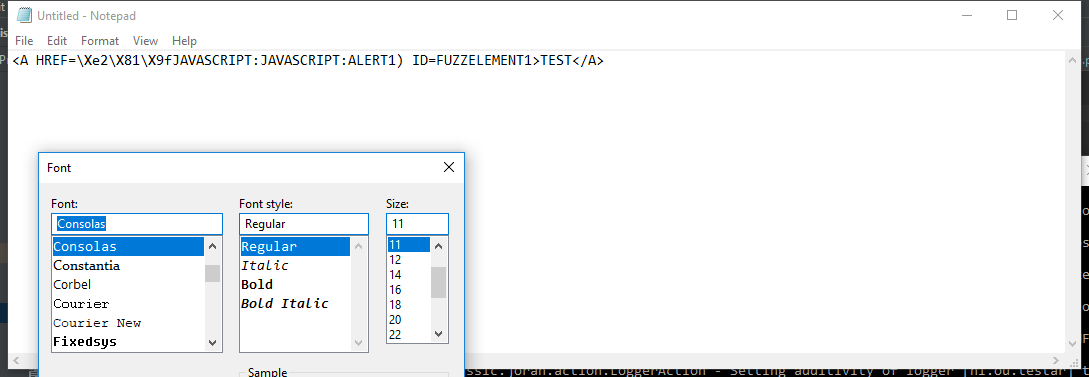 Untitled - Notepad
File Edit Format View Help
<A HREF=\Xe2\X81\X9fJAVASCRIPT:JAVASCRIPT:ALERT1) ID=FUZZELEMENT1>TEST</A>
Font
Font: Font style: Size:
Consolas Regular 11
Consolas Regular 11
Constantia Italic 12
Corbel Bold 14
Courier Bold Italic 16
Courier New 18
Fixedsys 20
22
Sample
ssic.joran.action.LoggerAction - Setting additivity of logger [nl.ou.testar]